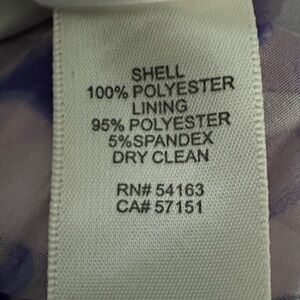 SHELL
100% POLYESTER
LINING
95% POLYESTER
5%SPANDEX
DRY CLEAN
RN# 54163
CA# 57151